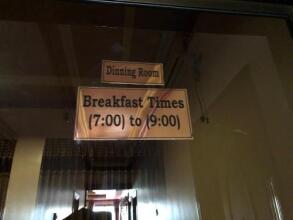 Dinning Room
Breakfast Times
(7:00) to (9:00)